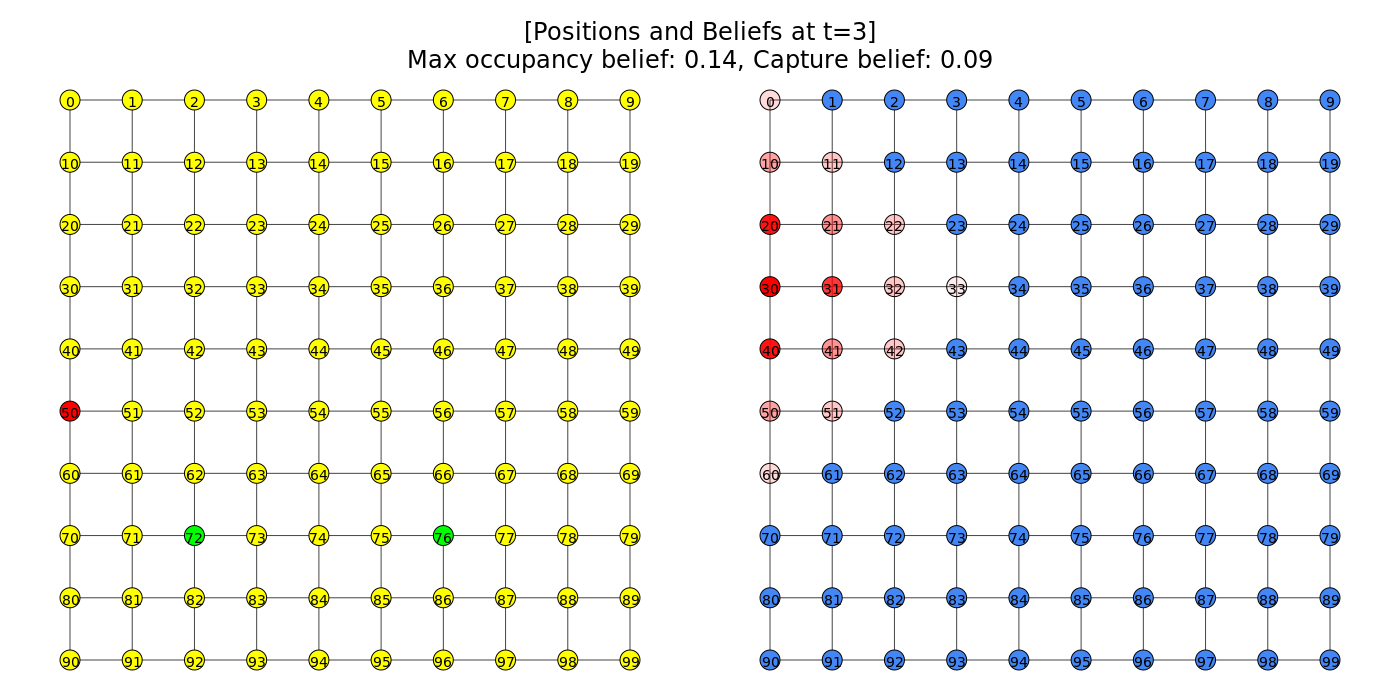 [Positions and Beliefs at t=3]
Max occupancy belief: 0.14, Capture belief: 0.09
0 1 2 3 4 5 6 7 8 9 0 1 2 3 4 5 6 7 8 9
10 11 12 13 14 15 16 17 18 19 10 11 12 13 14 15 16 17 18 19
20 21 22 23 24 25 26 27 28 29 20 21 22 23 24 25 26 27 28 29
30 31 32 33 34 35 36 37 38 39 30 31 32 33 34 35 36 37 38 39
40 41 42 43 44 45 46 47 48 49 40 41 42 43 44 45 46 47 48 49
50 51 52 53 54 55 56 57 58 59 50 51 52 53 54 55 56 57 58 59
60 61 62 63 64 65 66 67 68 69 60 61 62 63 64 65 66 67 68 69
70 71 72 73 74 75 76 77 78 79 70 71 72 73 74 75 76 77 78 79
80 81 82 83 84 85 86 87 88 89 80 81 82 83 84 85 86 87 88 89
90 91 92 93 94 95 96 97 98 99 90 91 92 93 94 95 96 97 98 99